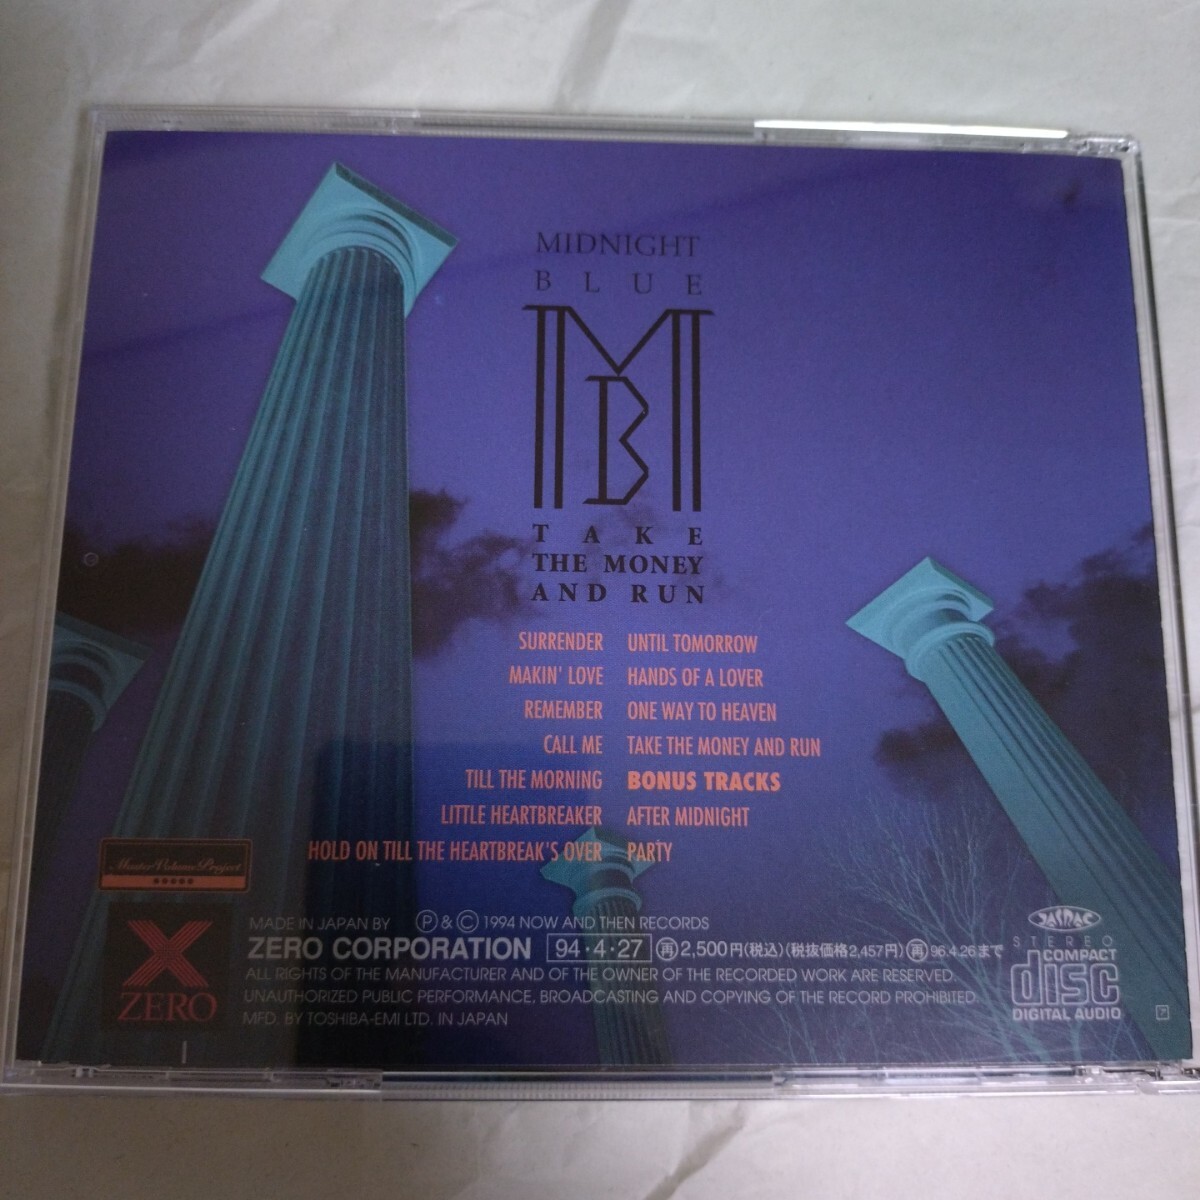 MIDNIGHT
BLUE
MB
TAKE
THE MONEY
AND RUN
SURRENDER
MAKIN' LOVE
REMEMBER
CALL ME
TILL THE MORNING
LITTLE HEARTBREAKER
HOLD ON TILL THE HEARTBREAK'S OVER
UNTIL TOMORROW
HANDS OF A LOVER
ONE WAY TO HEAVEN
TAKE THE MONEY AND RUN
BONUS TRACKS
AFTER MIDNIGHT
PARTY
MasterVolumeProject
X
ZERO
MADE IN JAPAN BY Ⓟ & © 1994 NOW AND THEN RECORDS
ZERO CORPORATION 94・4・27 再 2,500円(税込)(税抜価格2,457円) 再 96.4.26まで
ALL RIGHTS OF THE MANUFACTURER AND OF THE OWNER OF THE RECORDED WORK ARE RESERVED.
UNAUTHORIZED PUBLIC PERFORMANCE, BROADCASTING AND COPYING OF THE RECORD PROHIBITED.
MFD. BY TOSHIBA-EMI LTD. IN JAPAN
JASRAC
STEREO
COMPACT
disc
DIGITAL AUDIO
ア